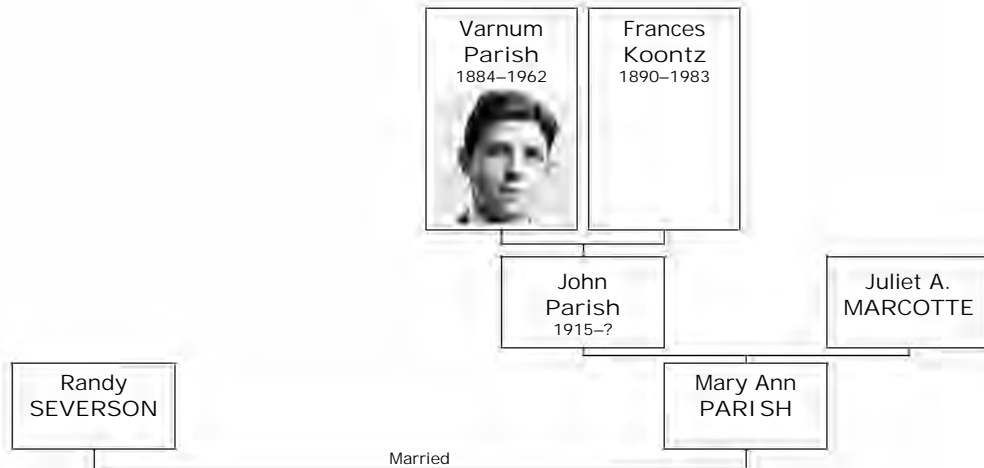 Varnum
Parish
1884–1962
Frances
Koontz
1890–1983
John
Parish
1915–?
Juliet A.
MARCOTTE
Randy
SEVERSON
Mary Ann
PARISH
Married